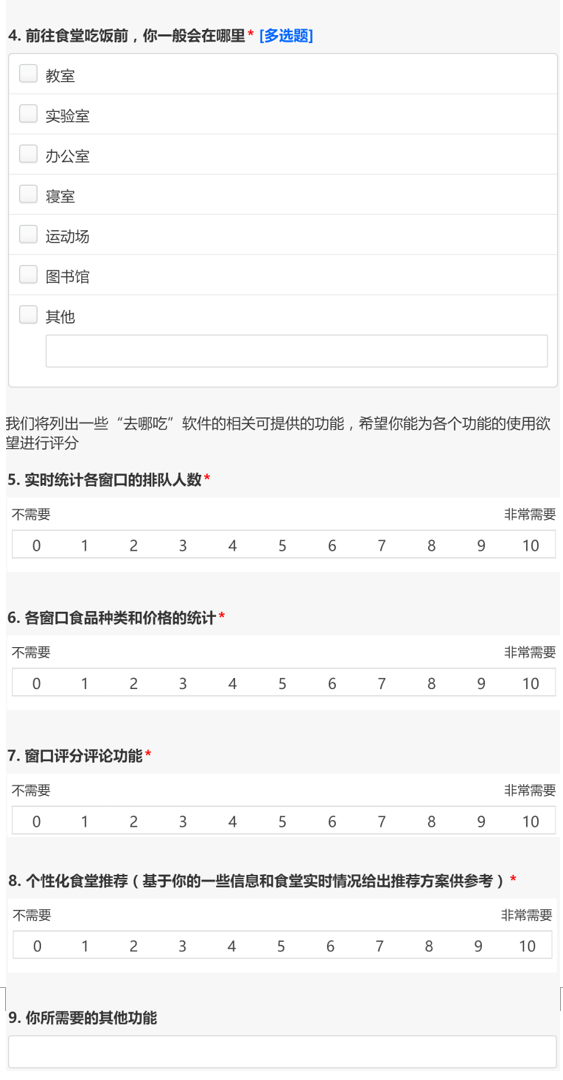 4. 前往食堂吃饭前，你一般会在哪里* [多选题]
教室
实验室
办公室
寝室
运动场
图书馆
其他
我们将列出一些“去哪吃”软件的相关可提供的功能，希望你能为各个功能的使用欲
望进行评分
5. 实时统计各窗口的排队人数*
不需要 非常需要
0 1 2 3 4 5 6 7 8 9 10
6. 各窗口食品种类和价格的统计*
不需要 非常需要
0 1 2 3 4 5 6 7 8 9 10
7. 窗口评分评论功能*
不需要 非常需要
0 1 2 3 4 5 6 7 8 9 10
8. 个性化食堂推荐（基于你的一些信息和食堂实时情况给出推荐方案供参考）*
不需要 非常需要
0 1 2 3 4 5 6 7 8 9 10
9. 你所需要的其他功能